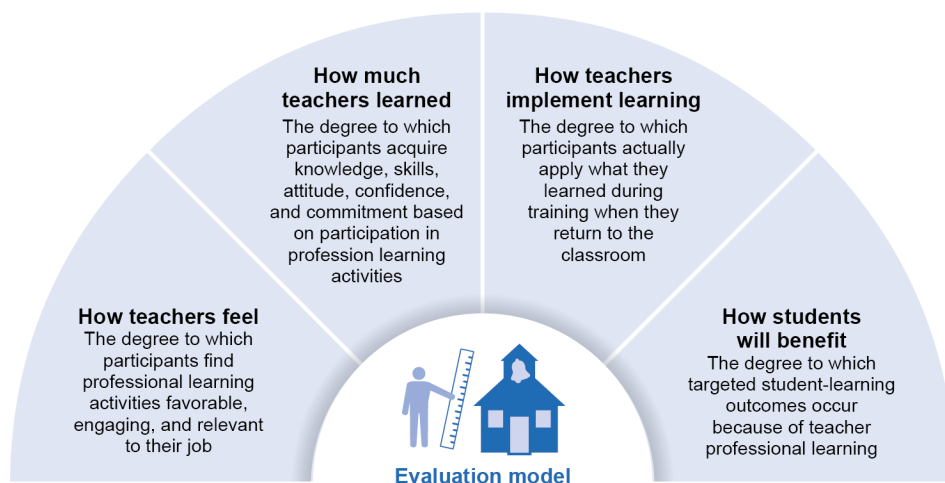 How much
teachers learned
The degree to which
participants acquire
knowledge, skills,
attitude, confidence,
and commitment based
on participation in
profession learning
activities
How teachers
implement learning
The degree to which
participants actually
apply what they
learned during
training when they
return to the
classroom
How teachers feel
The degree to which
participants find
professional learning
activities favorable,
engaging, and relevant
to their job
How students
will benefit
The degree to which
targeted student-learning
outcomes occur
because of teacher
professional learning
Evaluation model